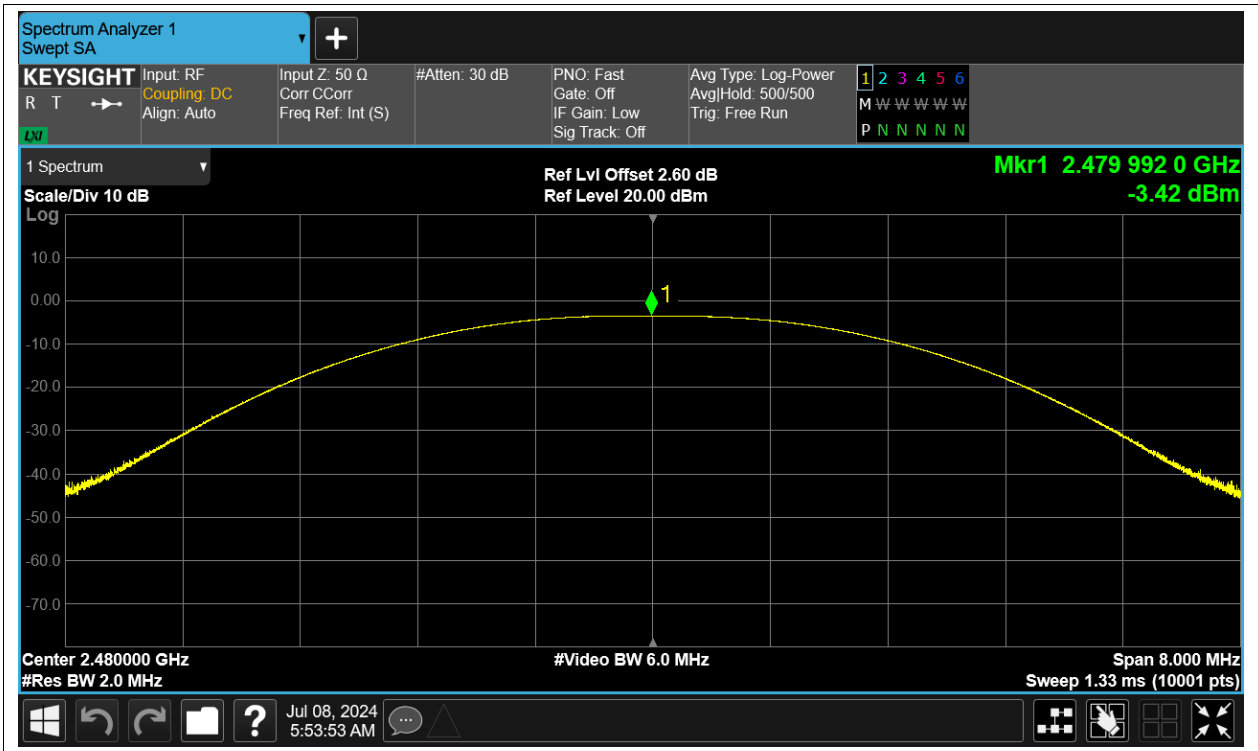 Spectrum Analyzer 1
Swept SA
KEYSIGHT
R T
LXI
Input: RF
Coupling: DC
Align: Auto
Input Z: 50 Ω
Corr CCorr
Freq Ref: Int (S)
#Atten: 30 dB
PNO: Fast
Gate: Off
IF Gain: Low
Sig Track: Off
Avg Type: Log-Power
Avg|Hold: 500/500
Trig: Free Run
1 2 3 4 5 6
M W W W W W
P N N N N N
1 Spectrum
Scale/Div 10 dB
Log
Ref Lvl Offset 2.60 dB
Ref Level 20.00 dBm
Mkr1 2.479 992 0 GHz
-3.42 dBm
10.0
0.00
1
-10.0
-20.0
-30.0
-40.0
-50.0
-60.0
-70.0
Center 2.480000 GHz
#Res BW 2.0 MHz
#Video BW 6.0 MHz
Span 8.000 MHz
Sweep 1.33 ms (10001 pts)
?
Jul 08, 2024
5:53:53 AM